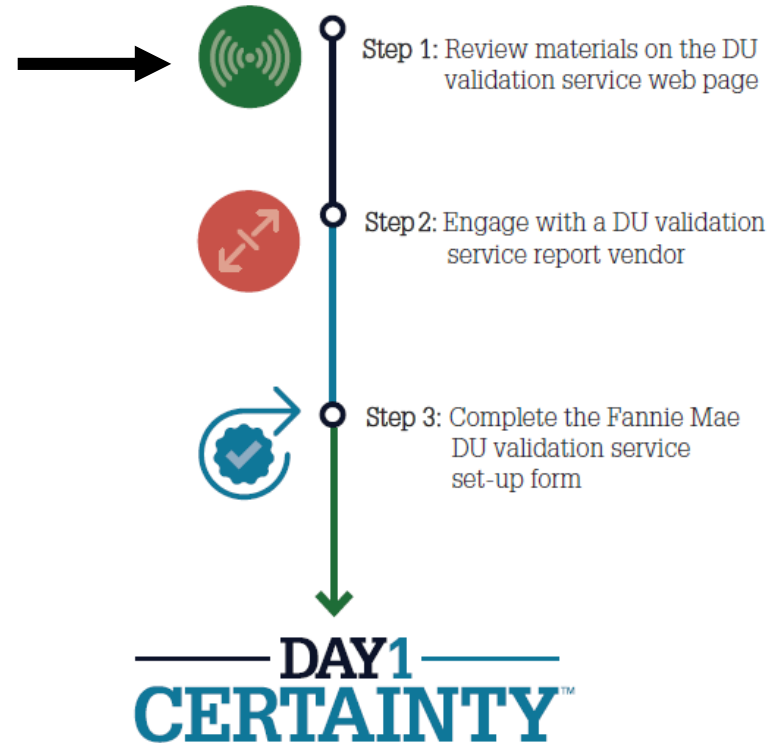 Step 1: Review materials on the DU
validation service web page
Step 2: Engage with a DU validation
service report vendor
Step 3: Complete the Fannie Mae
DU validation service
set-up form
DAY1
CERTAINTY™